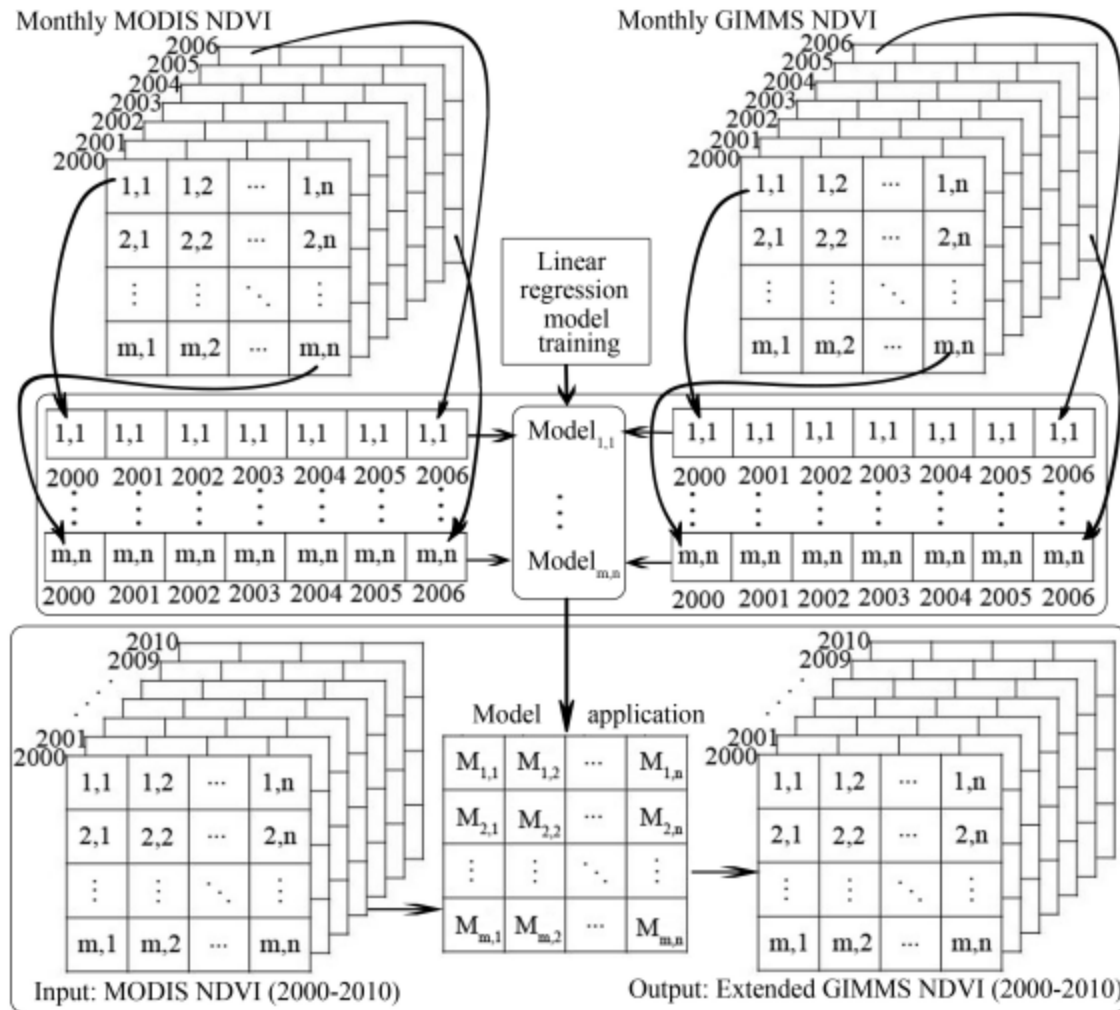 Monthly MODIS NDVI
2006
2005
2004
2003
2002
2001
2000
1,1 1,2 ... 1,n
2,1 2,2 ... 2,n
⋮ ⋮ ⋱ ⋮
m,1 m,2 ... m,n
Monthly GIMMS NDVI
2006
2005
2004
2003
2002
2001
2000
1,1 1,2 ... 1,n
2,1 2,2 ... 2,n
⋮ ⋮ ⋱ ⋮
m,1 m,2 ... m,n
Linear
regression
model
training
1,1 1,1 1,1 1,1 1,1 1,1 1,1
2000 2001 2002 2003 2004 2005 2006
⋮ ⋮ ⋮ ⋮ ⋮ ⋮ ⋮
m,n m,n m,n m,n m,n m,n m,n
2000 2001 2002 2003 2004 2005 2006
Model1,1
⋮
Modelm,n
1,1 1,1 1,1 1,1 1,1 1,1 1,1
2000 2001 2002 2003 2004 2005 2006
⋮ ⋮ ⋮ ⋮ ⋮ ⋮ ⋮
m,n m,n m,n m,n m,n m,n m,n
2000 2001 2002 2003 2004 2005 2006
2010
2009
⋰
2001
2000
1,1 1,2 ... 1,n
2,1 2,2 ... 2,n
⋮ ⋮ ⋱ ⋮
m,1 m,2 ... m,n
Input: MODIS NDVI (2000-2010)
Model application
M1,1 M1,2 ... M1,n
M2,1 M2,2 ... M2,n
⋮ ⋮ ⋱ ⋮
Mm,1 Mm,2 ... Mm,n
2010
2009
⋰
2001
2000
1,1 1,2 ... 1,n
2,1 2,2 ... 2,n
⋮ ⋮ ⋱ ⋮
m,1 m,2 ... m,n
Output: Extended GIMMS NDVI (2000-2010)